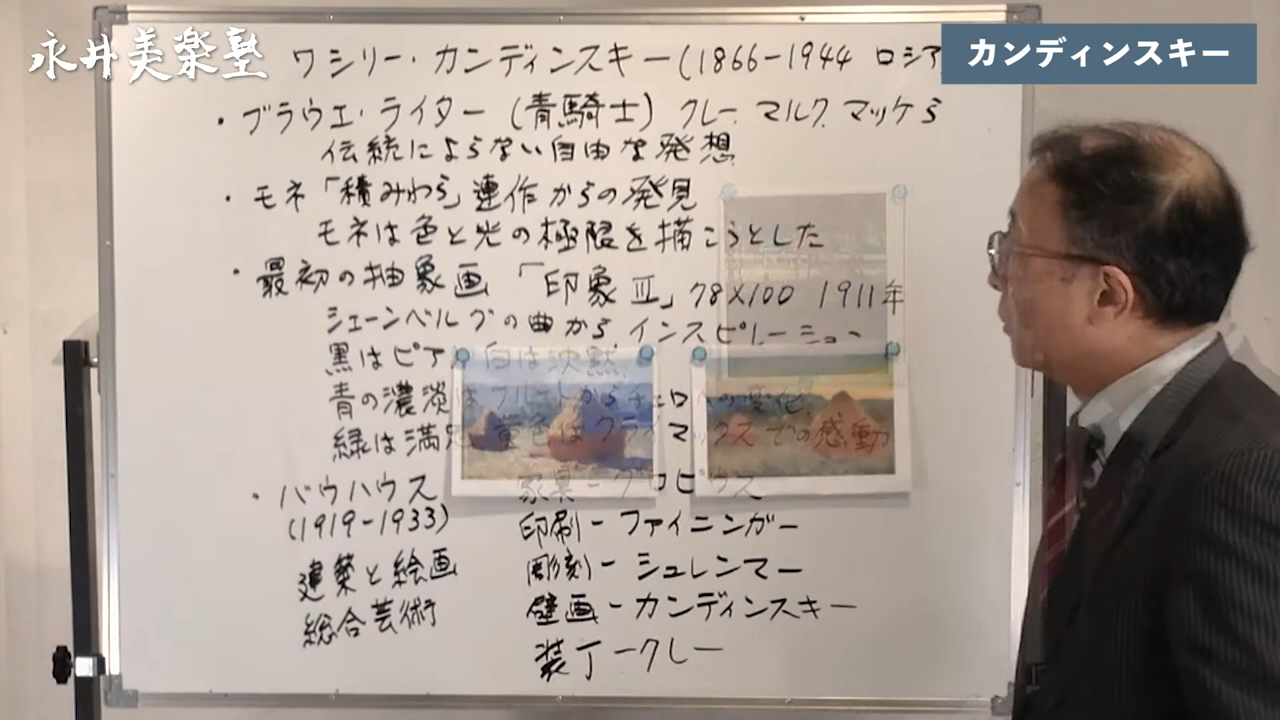 永井美楽塾
カンディンスキー
ワシリー・カンディンスキー(1866-1944 ロシア
・ブラウエ・ライター (青騎士) クレー、マルク、マッケら
伝統によらない自由な発想
・モネ「積みわら」連作からの発見
モネは色と光の極限を描こうとした
・最初の抽象画 「印象Ⅲ」78×100 1911年
シェーンベルグの曲からインスピレーション
黒はピア 白は沈黙
青の濃淡はフルートからチェロへの変化
緑は満足 黄色はクライマックスでの感動
・バウハウス 家具-グロピウス
(1919-1933) 印刷-ファイニンガー
建築と絵画 彫刻-シュレンマー
総合芸術 壁画-カンディンスキー
装丁-クレー